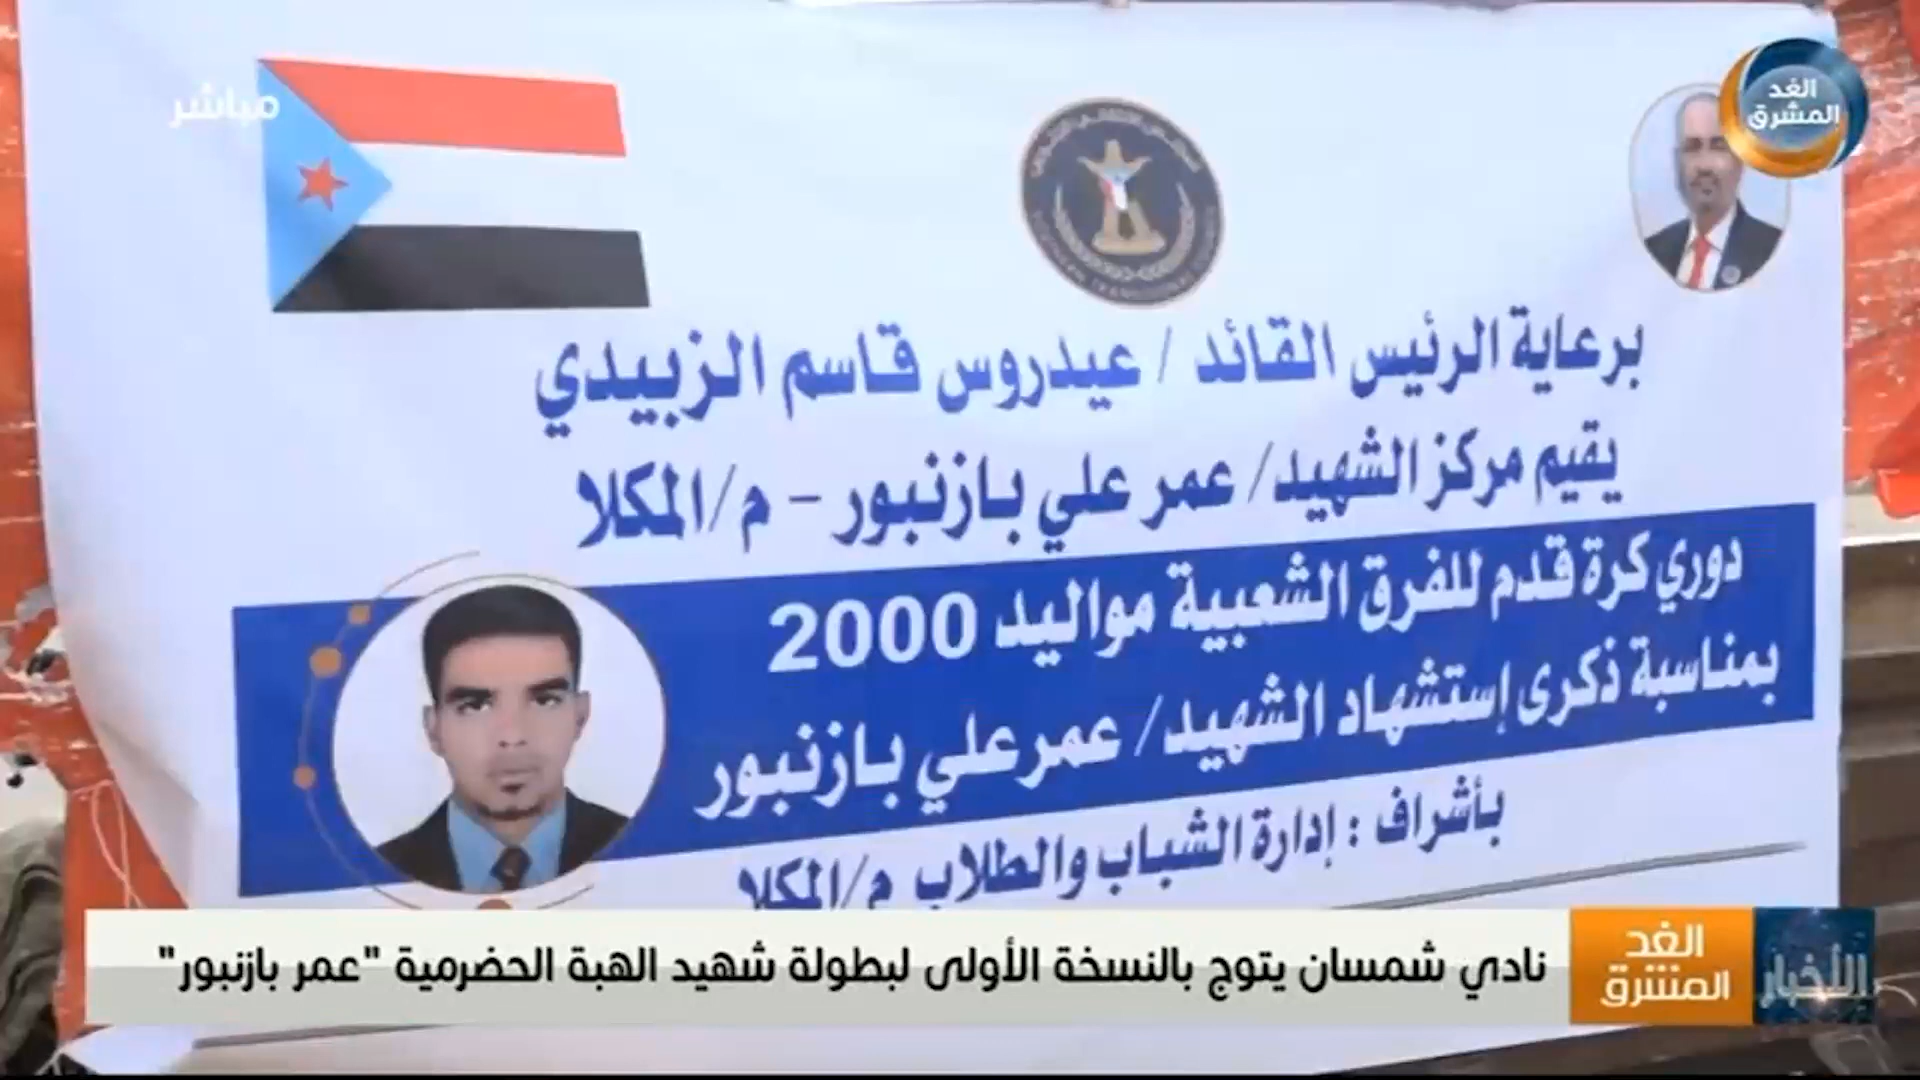 مباشر
الغد
المشرق
برعاية الرئيس القائد / عيدروس قاسم الزبيدي
يقيم مركز الشهيد/ عمر علي بازنبور - م/المكلا
دوري كرة قدم للفرق الشعبية مواليد 2000
بمناسبة ذكرى إستشهاد الشهيد/ عمر علي بازنبور
بأشراف : إدارة الشباب والطلاب م/المكلا
نادي شمسان يتوج بالنسخة الأولى لبطولة شهيد الهبة الحضرمية "عمر بازنبور"
الغد
المشرق
الأخبار